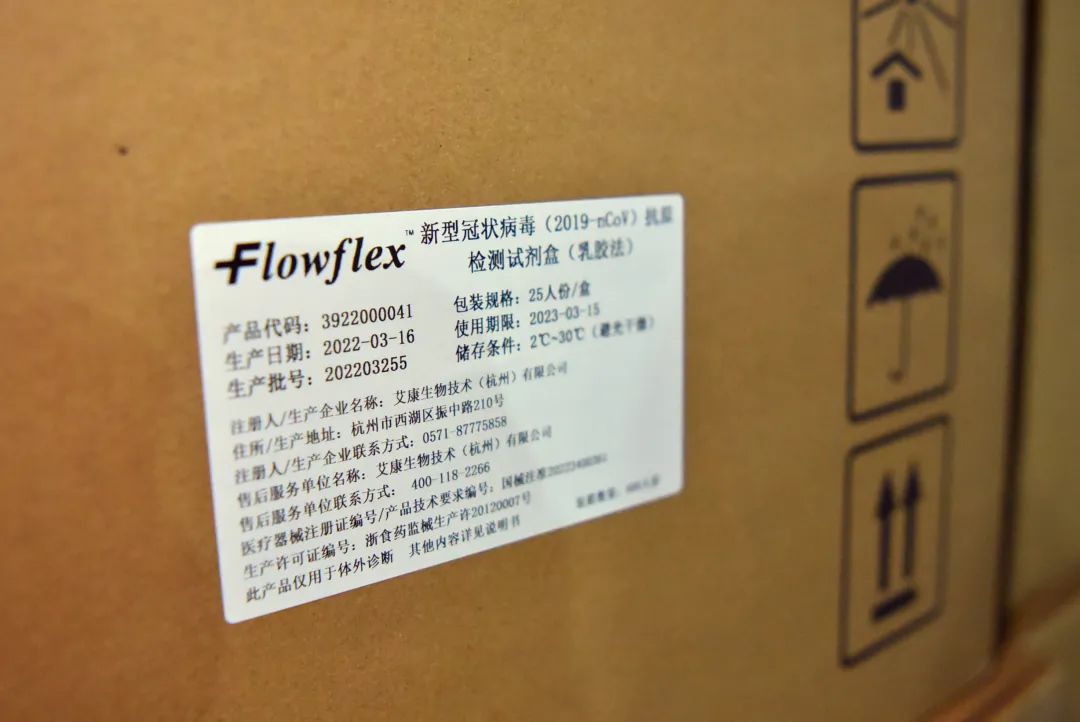 Flowflex™ 新型冠状病毒（2019-nCoV）抗原
检测试剂盒（乳胶法）
产品代码：3922000041
生产日期：2022-03-16
生产批号：202203255
包装规格：25人份/盒
使用期限：2023-03-15
储存条件：2℃~30℃（避光干燥）
注册人/生产企业名称：艾康生物技术（杭州）有限公司
住所/生产地址：杭州市西湖区振中路210号
注册人/生产企业联系方式：0571-87775858
售后服务单位名称：艾康生物技术（杭州）有限公司
售后服务单位联系方式：400-118-2266
医疗器械注册证编号/产品技术要求编号：国械注准
生产许可证编号：浙食药监械生产许20120007号
此产品仅用于体外诊断 其他内容详见说明书